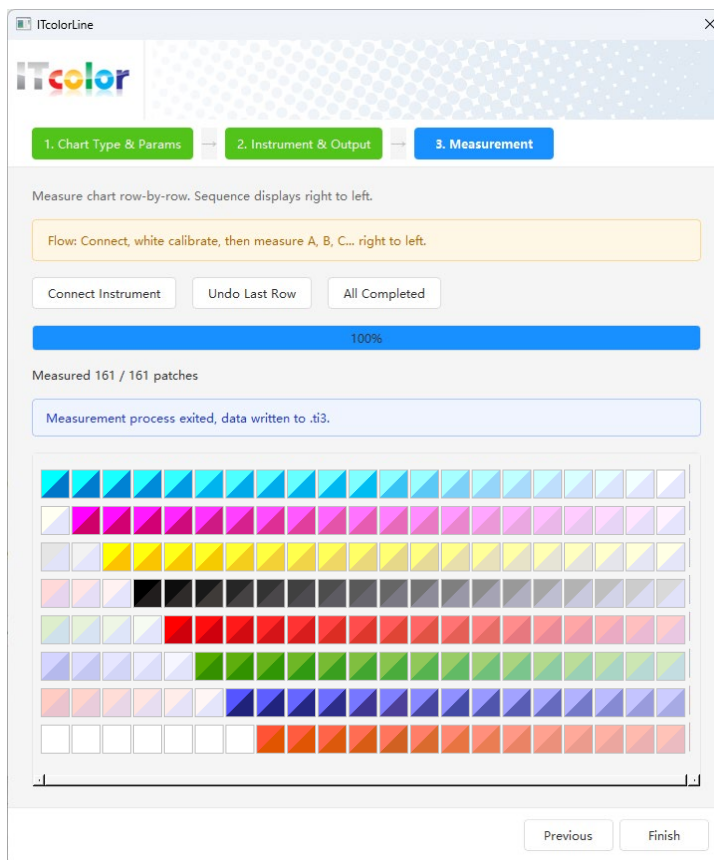 ITcolorLine
ITcolor
1. Chart Type & Params → 2. Instrument & Output → 3. Measurement
Measure chart row-by-row. Sequence displays right to left.
Flow: Connect, white calibrate, then measure A, B, C... right to left.
Connect Instrument Undo Last Row All Completed
100%
Measured 161 / 161 patches
Measurement process exited, data written to .ti3.
Previous Finish